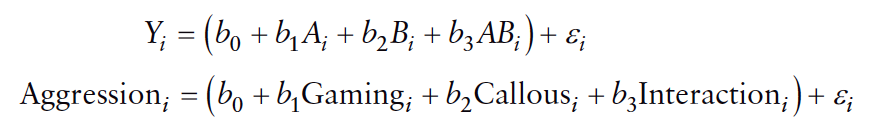 Yᵢ = (b₀ + b₁Aᵢ + b₂Bᵢ + b₃ABᵢ) + εᵢ
Aggressionᵢ = (b₀ + b₁Gamingᵢ + b₂Callousᵢ + b₃Interactionᵢ) + εᵢ